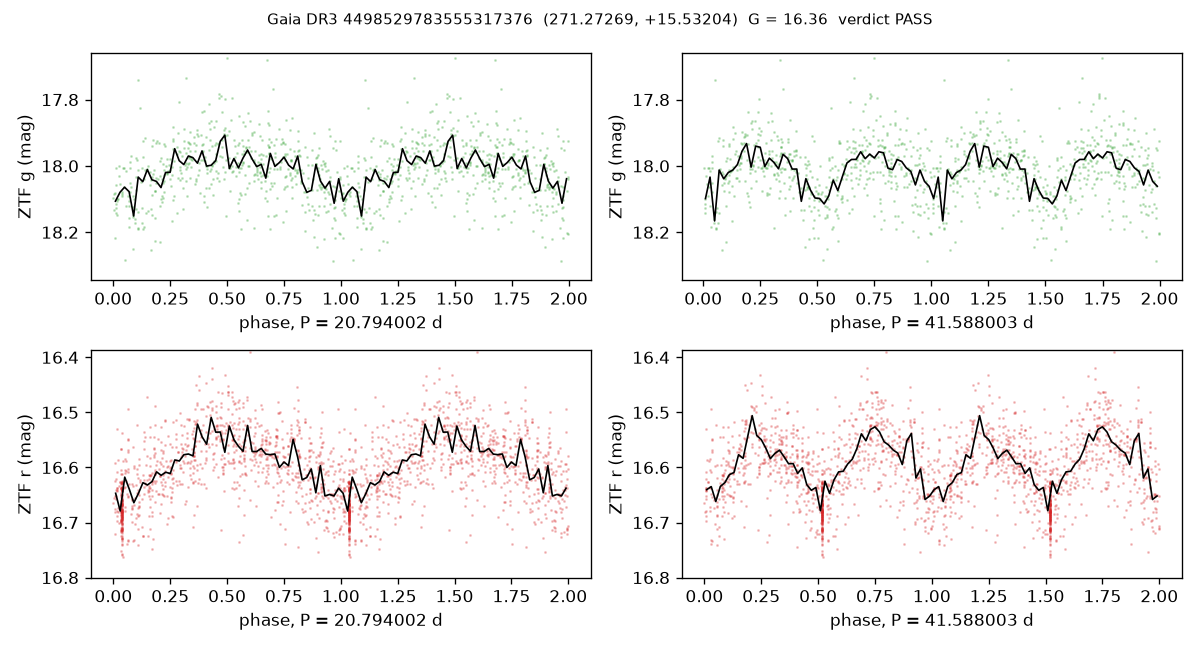 Gaia DR3 4498529783555317376  (271.27269, +15.53204)  G = 16.36  verdict PASS
ZTF g (mag)
17.8
18.0
18.2
0.00 0.25 0.50 0.75 1.00 1.25 1.50 1.75 2.00
phase, P = 20.794002 d
ZTF g (mag)
17.8
18.0
18.2
0.00 0.25 0.50 0.75 1.00 1.25 1.50 1.75 2.00
phase, P = 41.588003 d
ZTF r (mag)
16.4
16.5
16.6
16.7
16.8
0.00 0.25 0.50 0.75 1.00 1.25 1.50 1.75 2.00
phase, P = 20.794002 d
ZTF r (mag)
16.4
16.5
16.6
16.7
16.8
0.00 0.25 0.50 0.75 1.00 1.25 1.50 1.75 2.00
phase, P = 41.588003 d